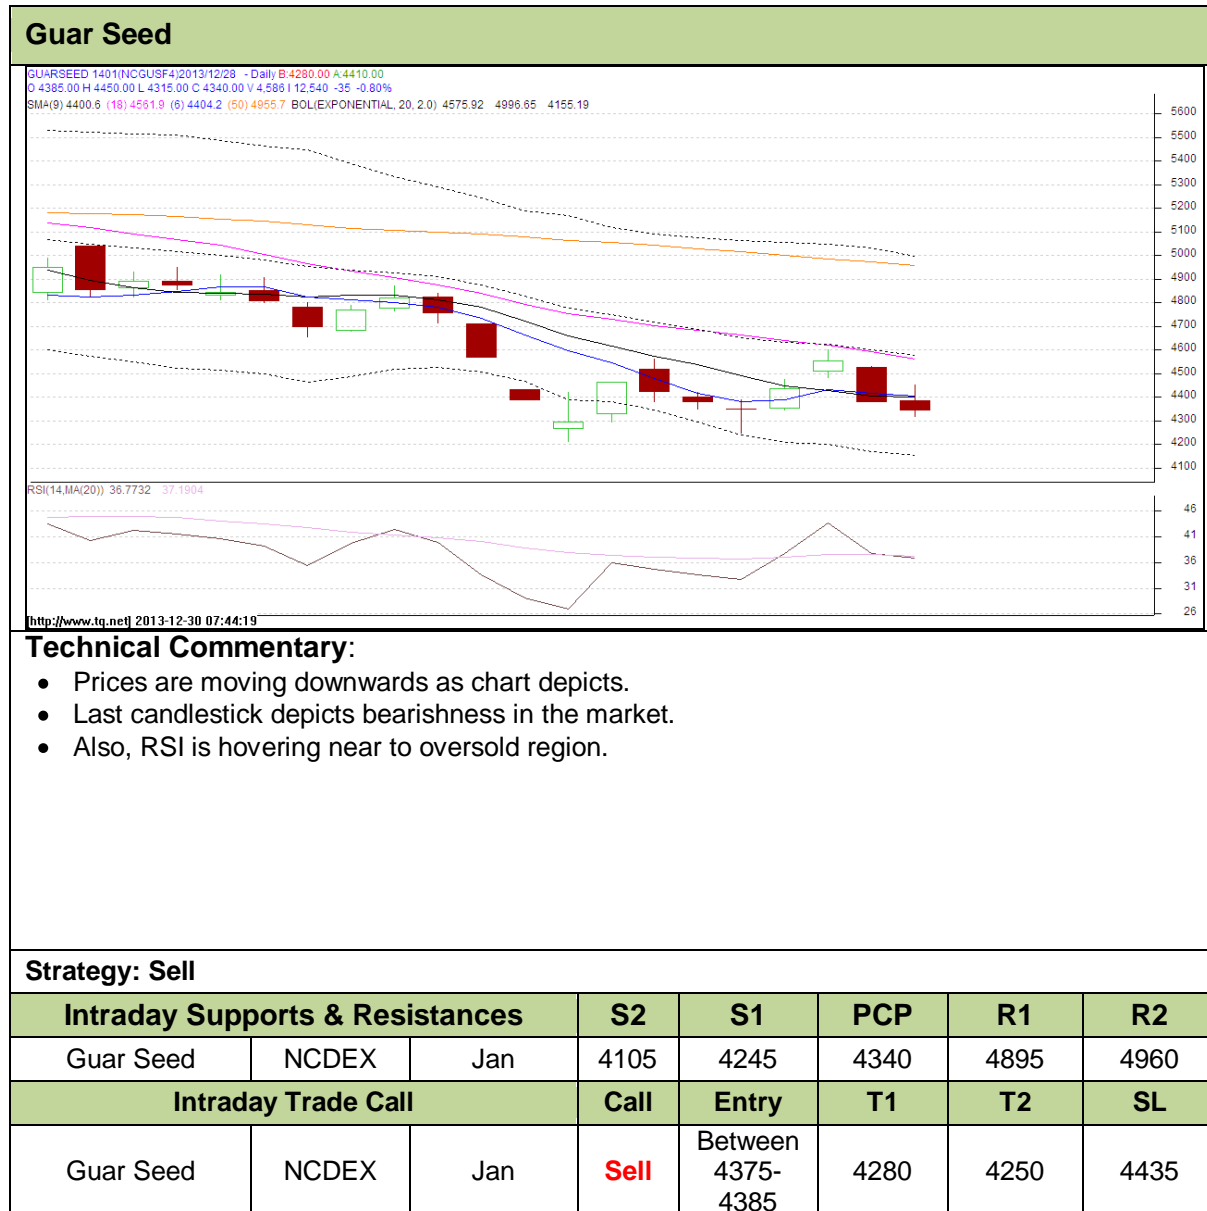 Guar Seed
GUARSEED 1401(NCGUSF4)2013/12/28 - Daily B:4280.00 A:4410.00
O 4385.00 H 4450.00 L 4315.00 C 4340.00 V 4,586 I 12,540 -35 -0.80%
SMA(9) 4400.6 (18) 4561.9 (6) 4404.2 (50) 4955.7 BOL(EXPONENTIAL, 20, 2.0) 4575.92 4996.65 4155.19
5600
5500
5400
5300
5200
5100
5000
4900
4800
4700
4600
4500
4400
4300
4200
4100
RSI(14,MA(20)) 36.7732 37.1904
46
41
36
31
26
[http://www.tq.net] 2013-12-30 07:44:19
Technical Commentary:
• Prices are moving downwards as chart depicts.
• Last candlestick depicts bearishness in the market.
• Also, RSI is hovering near to oversold region.
Strategy: Sell
Intraday Supports & Resistances S2 S1 PCP R1 R2
Guar Seed NCDEX Jan 4105 4245 4340 4895 4960
Intraday Trade Call Call Entry T1 T2 SL
Guar Seed NCDEX Jan Sell Between 4375-4385 4280 4250 4435